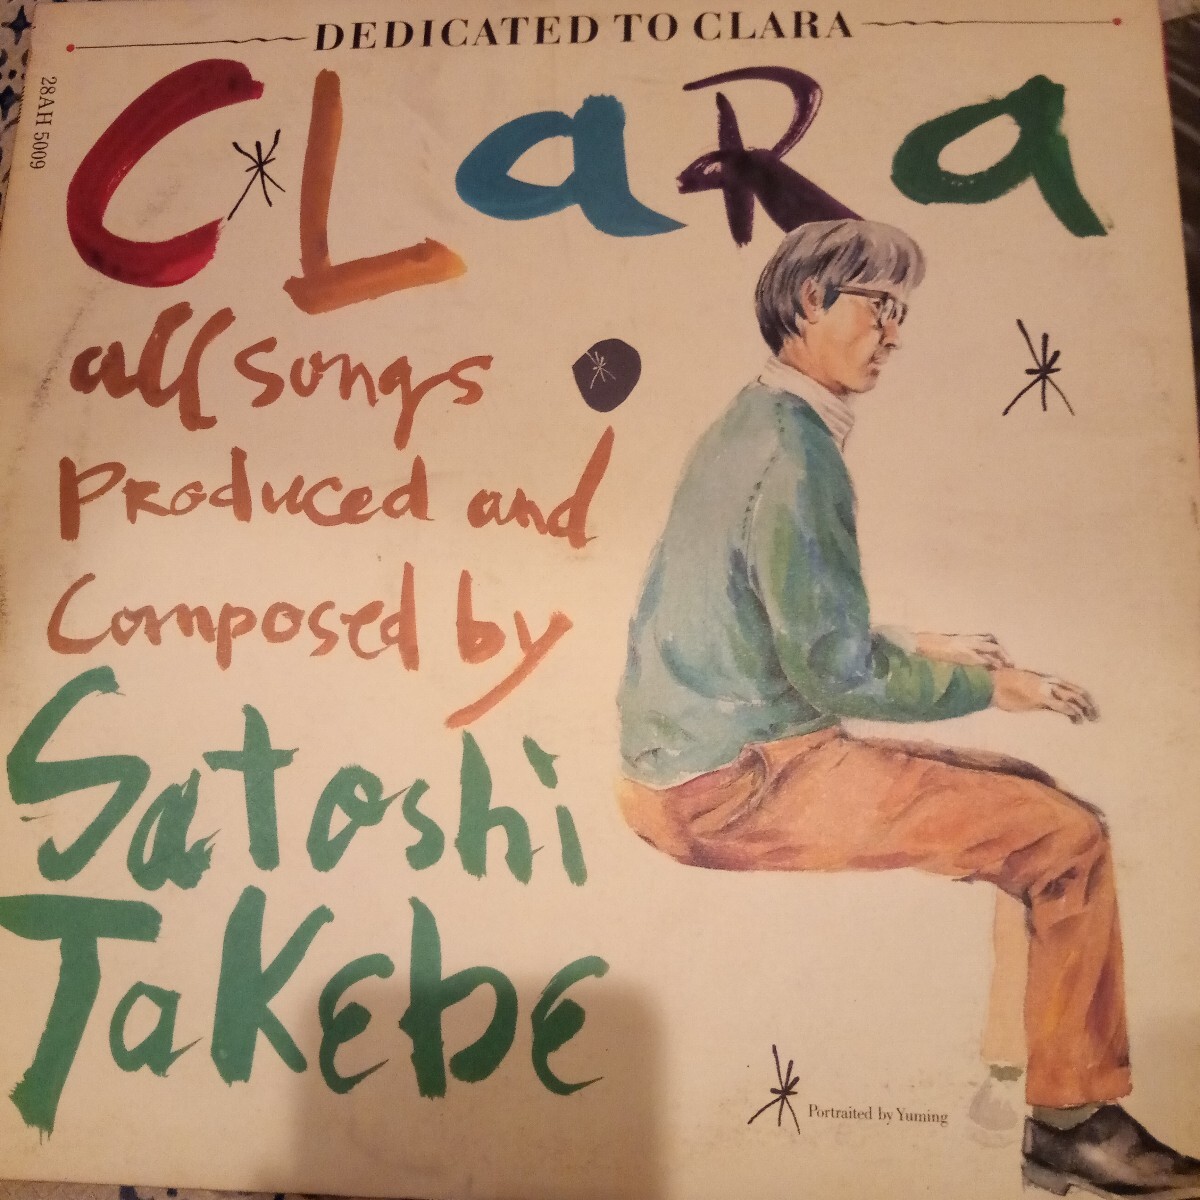 DEDICATED TO CLARA
28AH 5009
CLaRa
all songs
PRoduced and
Composed by
Satoshi
TaKebe
Portraited by Yuming